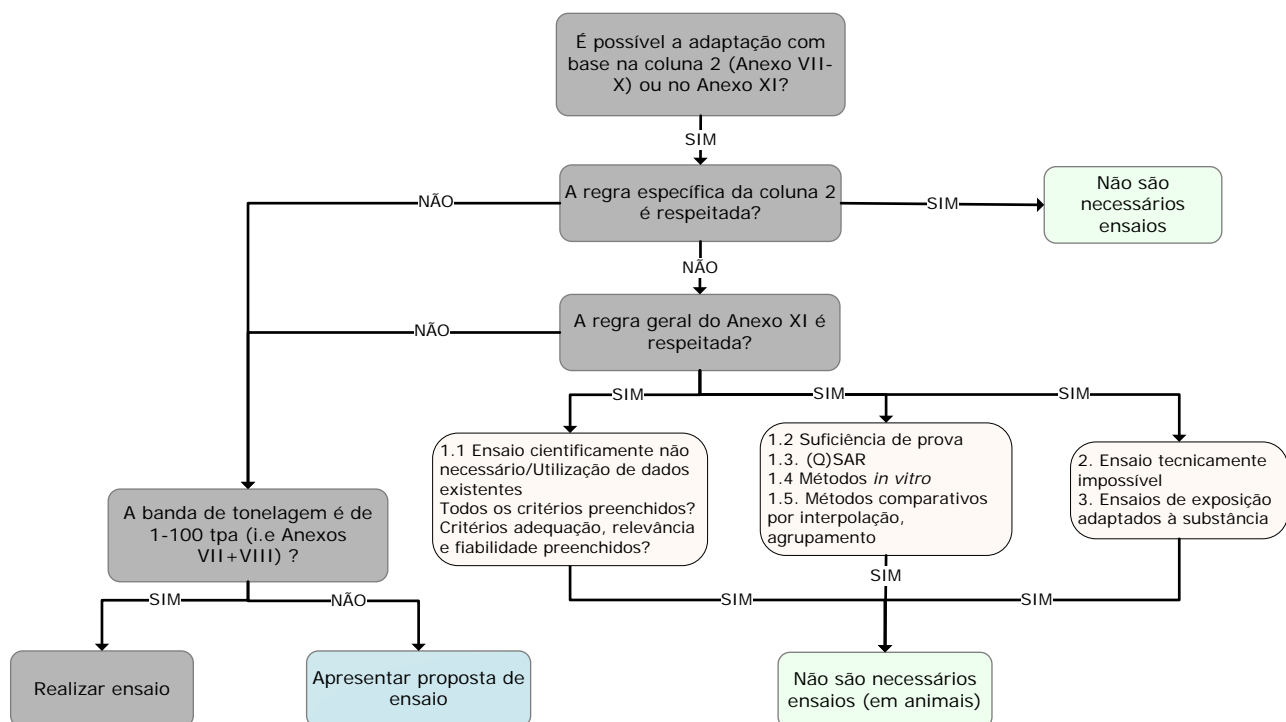 É possível a adaptação com
base na coluna 2 (Anexo VII-
X) ou no Anexo XI?
SIM
A regra específica da coluna 2
é respeitada?
NÃO
SIM
Não são
necessários
ensaios
NÃO
A regra geral do Anexo XI é
respeitada?
NÃO
SIM
SIM
SIM
1.1 Ensaio cientificamente não
necessário/Utilização de dados
existentes
Todos os critérios preenchidos?
Critérios adequação, relevância
e fiabilidade preenchidos?
1.2 Suficiência de prova
1.3. (Q)SAR
1.4 Métodos in vitro
1.5. Métodos comparativos
por interpolação,
agrupamento
2. Ensaio tecnicamente
impossível
3. Ensaios de exposição
adaptados à substância
A banda de tonelagem é de
1-100 tpa (i.e Anexos
VII+VIII) ?
SIM
NÃO
SIM
SIM
SIM
Realizar ensaio
Apresentar proposta de
ensaio
Não são necessários
ensaios (em animais)